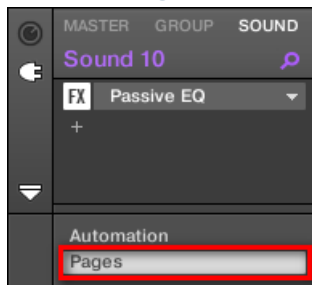 MASTER GROUP SOUND
Sound 10
FX Passive EQ
+
Automation
Pages